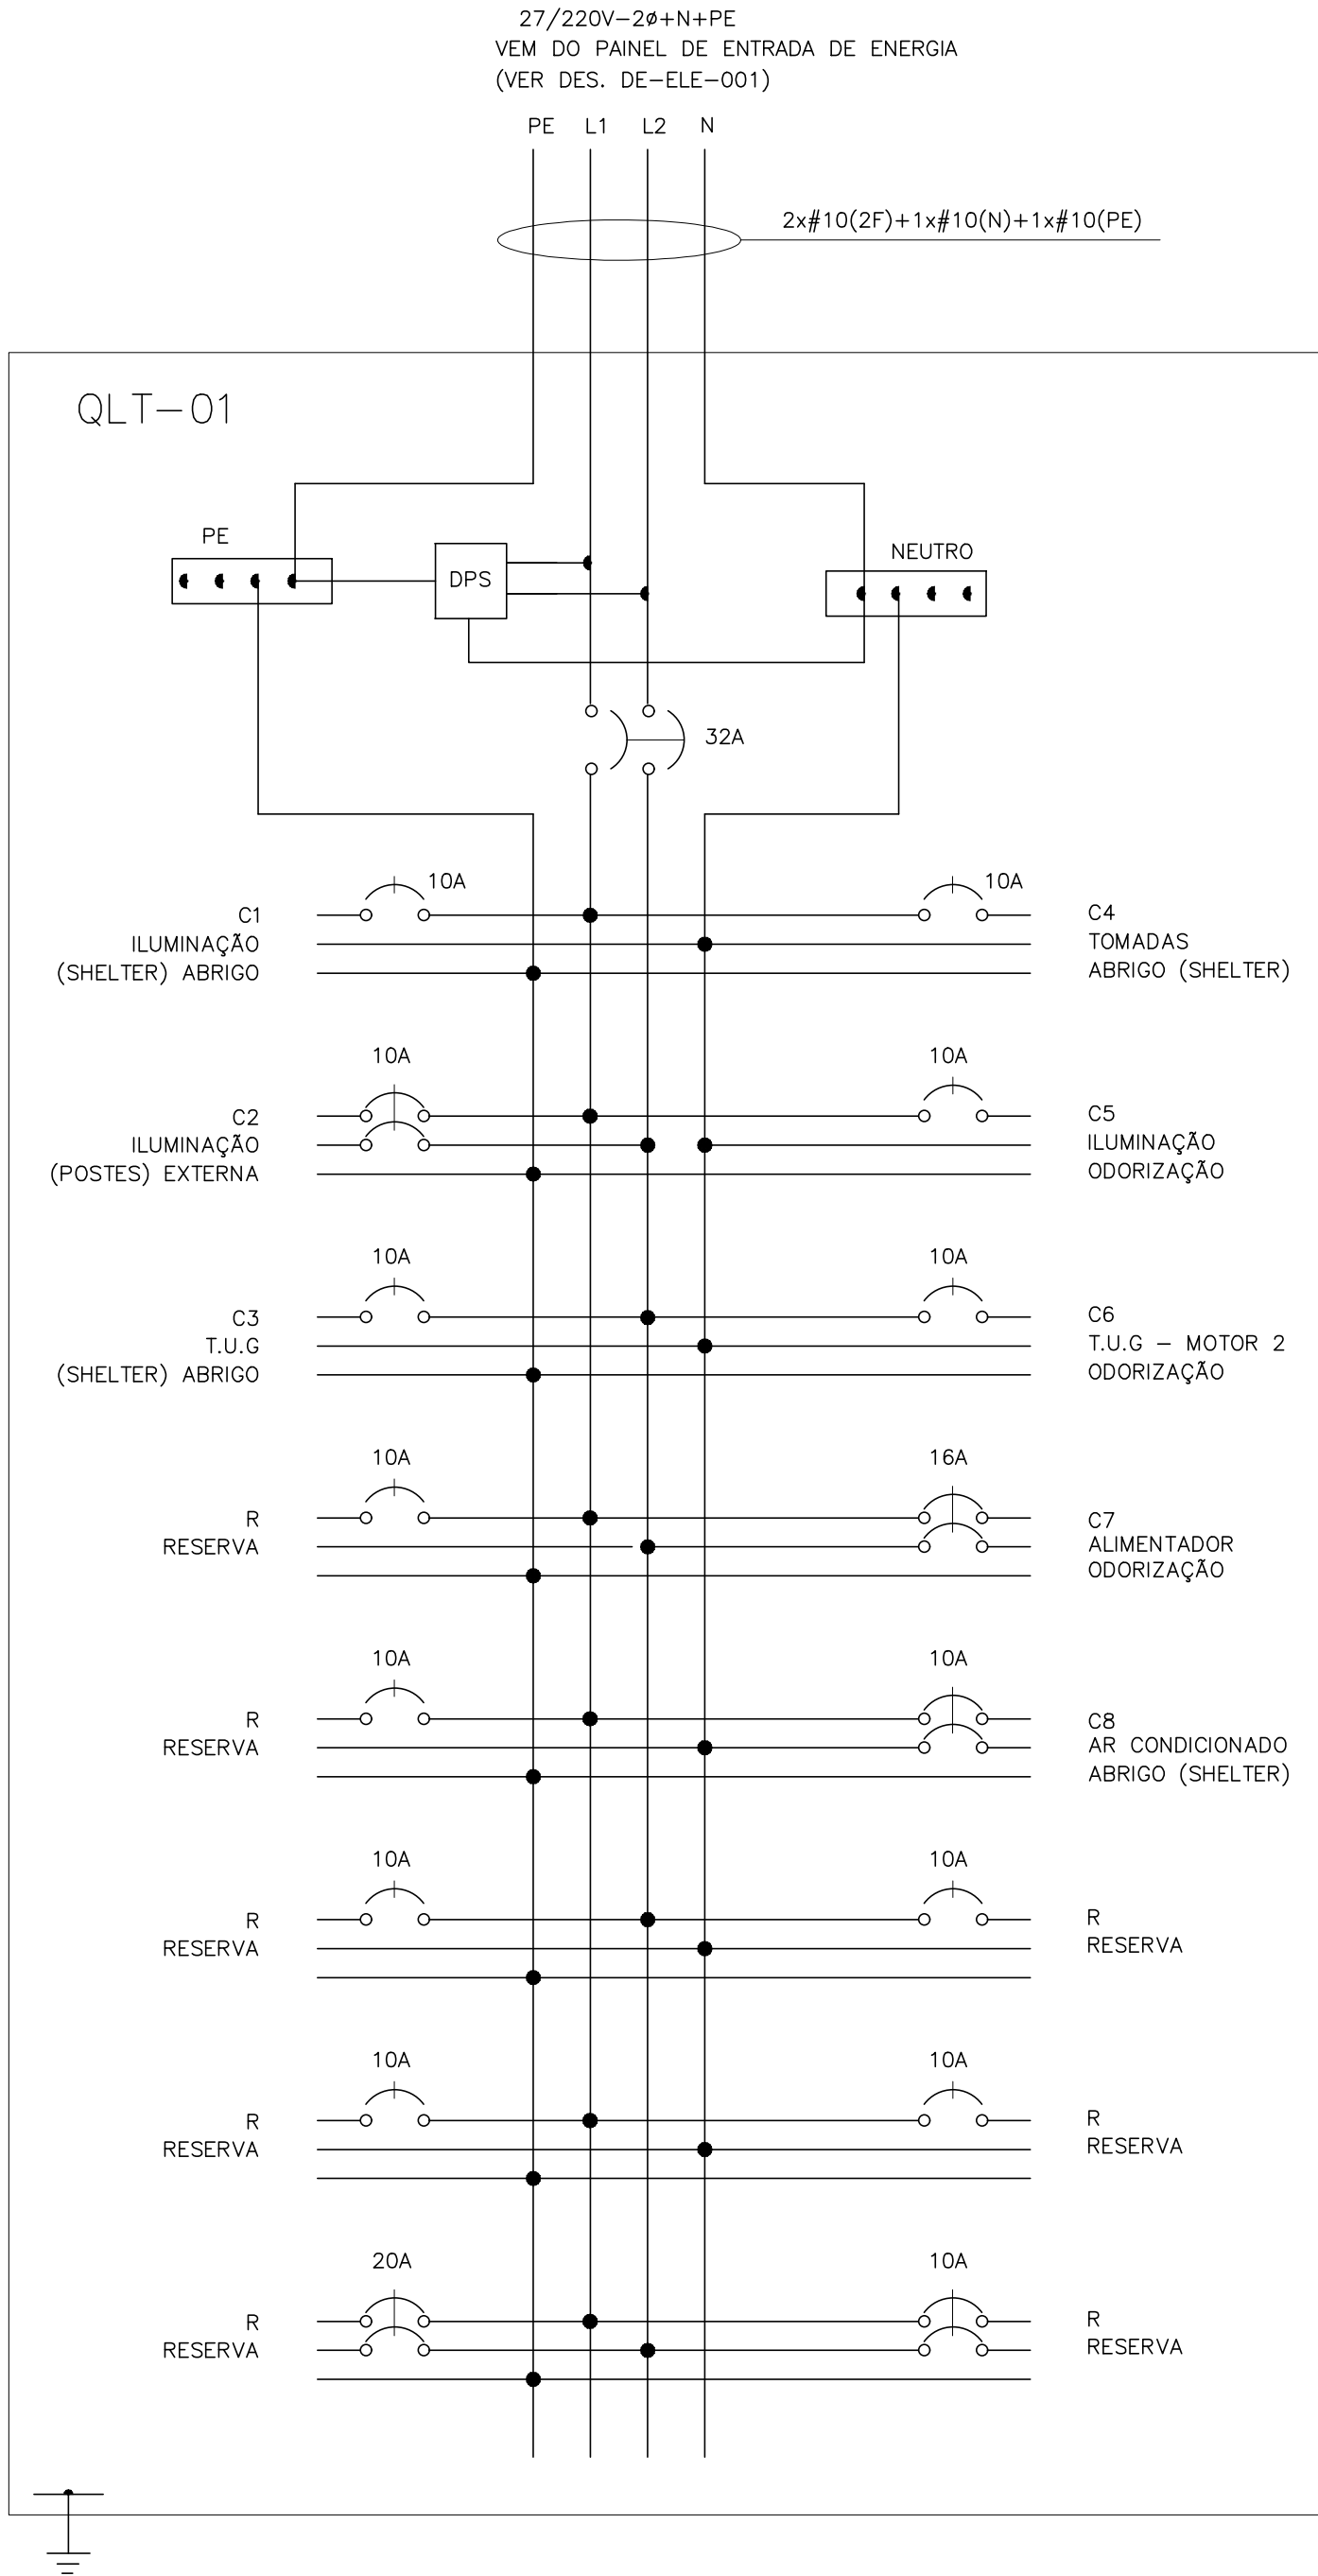 27/220V-2ø+N+PE
VEM DO PAINEL DE ENTRADA DE ENERGIA
(VER DES. DE-ELE-001)
PE L1 L2 N
2x#10(2F)+1x#10(N)+1x#10(PE)
QLT-01
PE
DPS
NEUTRO
32A
10A
C1
ILUMINAÇÃO
(SHELTER) ABRIGO
10A
C4
TOMADAS
ABRIGO (SHELTER)
10A
C2
ILUMINAÇÃO
(POSTES) EXTERNA
10A
C5
ILUMINAÇÃO
ODORIZAÇÃO
10A
C3
T.U.G
(SHELTER) ABRIGO
10A
C6
T.U.G - MOTOR 2
ODORIZAÇÃO
10A
R
RESERVA
16A
C7
ALIMENTADOR
ODORIZAÇÃO
10A
R
RESERVA
10A
C8
AR CONDICIONADO
ABRIGO (SHELTER)
10A
R
RESERVA
10A
R
RESERVA
10A
R
RESERVA
10A
R
RESERVA
20A
R
RESERVA
10A
R
RESERVA